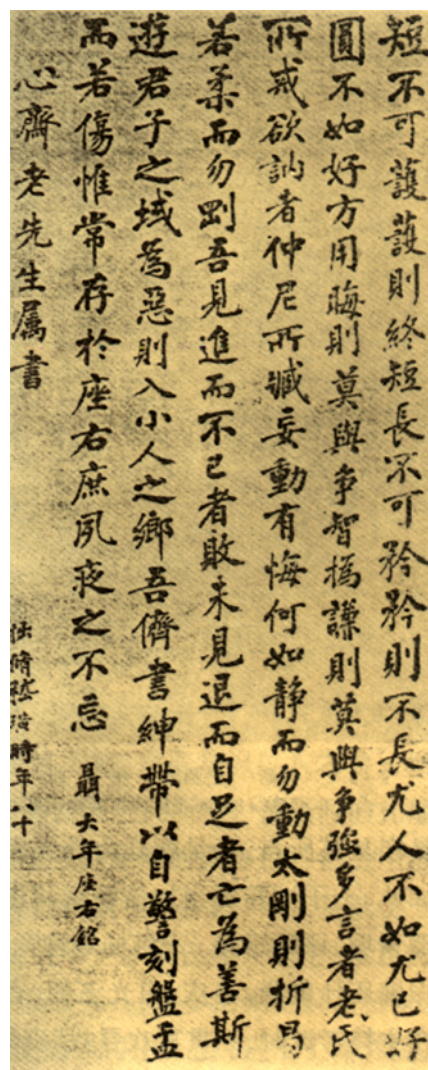 短不可護護則終短長不可矜矜則不長尤人不如尤己好
圓不如好方用晦則莫與爭智撝謙則莫與爭強多言者老氏
所戒欲訥者仲尼所臧妄動有悔何如靜而勿動太剛則折曷
若柔而勿剛吾見進而不已者敗未見退而自足者亡為善斯
遊君子之域為惡則入小人之鄉吾儕書紳帶以自警刻盤盂
而若傷惟常存於座右庶夙夜之不忘
聶大年座右銘
心齋老先生属書
時年八十